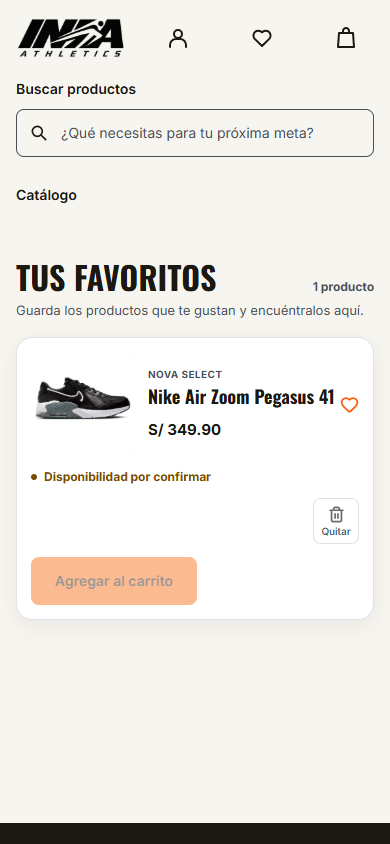 INKA
ATHLETICS
Buscar productos
¿Qué necesitas para tu próxima meta?
Catálogo
TUS FAVORITOS
1 producto
Guarda los productos que te gustan y encuéntralos aquí.
NOVA SELECT
Nike Air Zoom Pegasus 41
S/ 349.90
Disponibilidad por confirmar
Quitar
Agregar al carrito